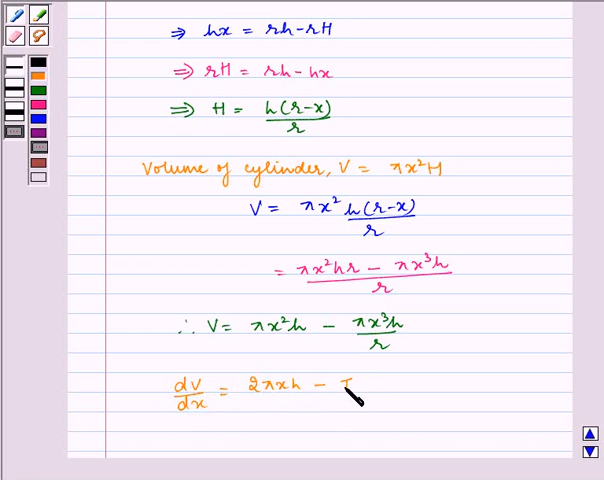 ⇒ hx = rh - rH
⇒ rH = rh - hx
⇒ H = h(r-x)/r
Volume of cylinder, V = πx²H
V = πx² h(r-x)/r
= πx²hr - πx³h/r
∴ V = πx²h - πx³h/r
dV/dx = 2πxh -